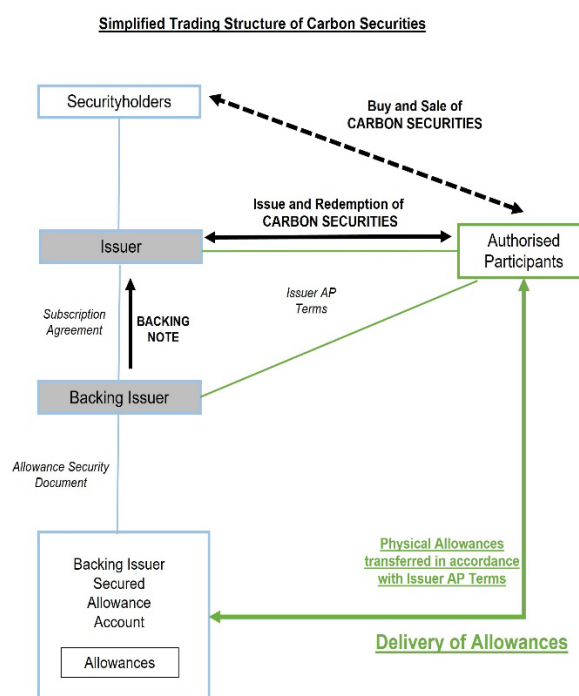 Simplified Trading Structure of Carbon Securities
Securityholders
Buy and Sale of
CARBON SECURITIES
Issue and Redemption of
CARBON SECURITIES
Issuer
Authorised
Participants
Subscription
Agreement
BACKING
NOTE
Issuer AP
Terms
Backing Issuer
Allowance Security
Document
Backing Issuer
Secured
Allowance
Account
Allowances
Physical Allowances
transferred in accordance
with Issuer AP Terms
Delivery of Allowances